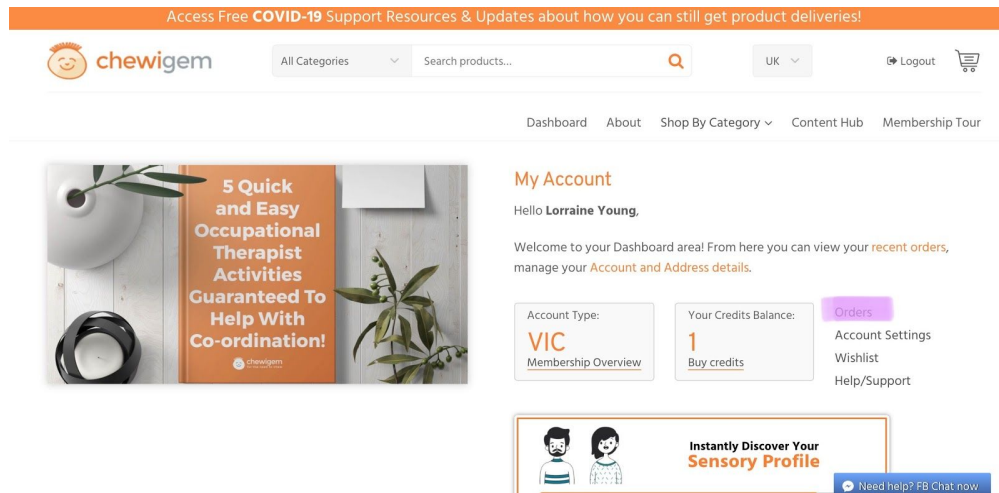 Access Free COVID-19 Support Resources & Updates about how you can still get product deliveries!
chewigem
All Categories
Search products...
UK
Logout
Dashboard
About
Shop By Category
Content Hub
Membership Tour
5 Quick
and Easy
Occupational
Therapist
Activities
Guaranteed To
Help With
Co-ordination!
chewigem
My Account
Hello Lorraine Young,
Welcome to your Dashboard area! From here you can view your recent orders,
manage your Account and Address details.
Account Type:
VIC
Membership Overview
Your Credits Balance:
1
Buy credits
Orders
Account Settings
Wishlist
Help/Support
Instantly Discover Your
Sensory Profile
Need help? FB Chat now